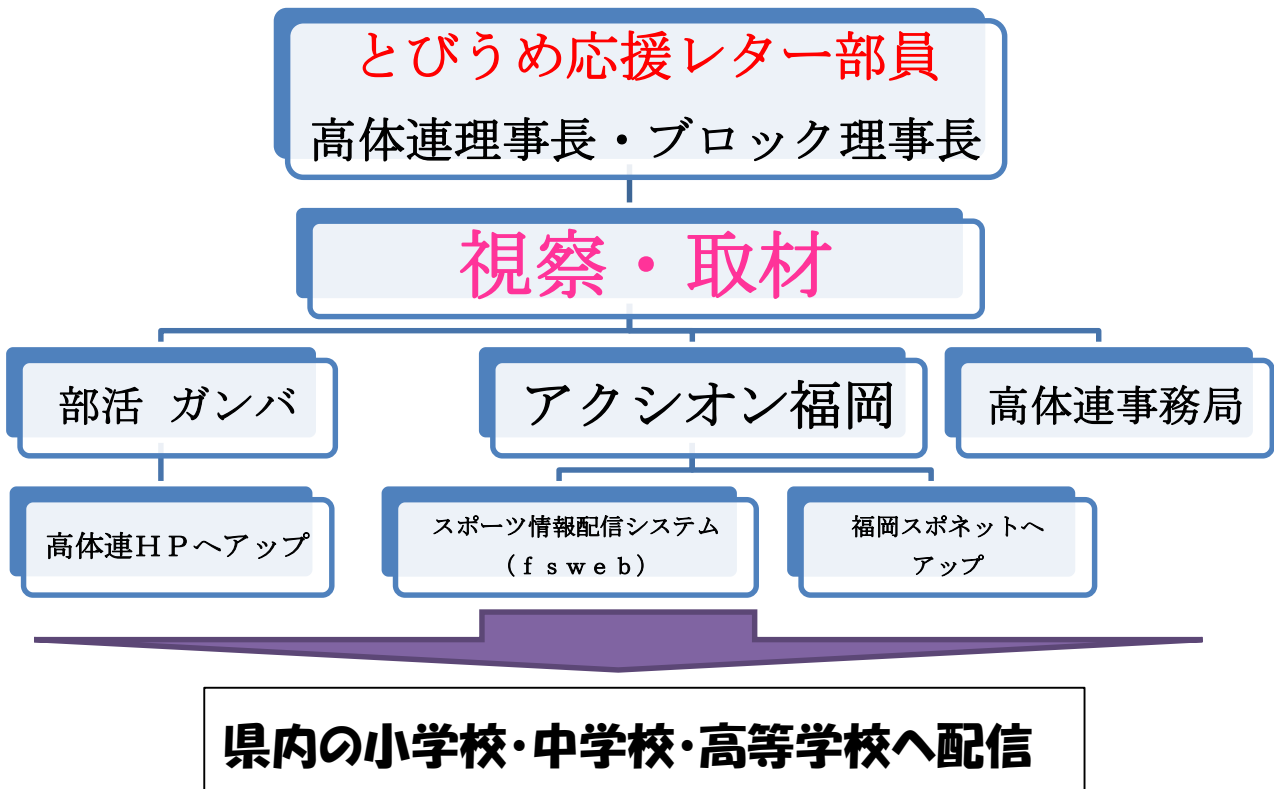 とびうめ応援レター部員
高体連理事長・ブロック理事長
視察・取材
部活 ガンバ
アクシオン福岡
高体連事務局
高体連ＨＰへアップ
スポーツ情報配信システム
（ｆｓｗｅｂ）
福岡スポネットへ
アップ
県内の小学校・中学校・高等学校へ配信